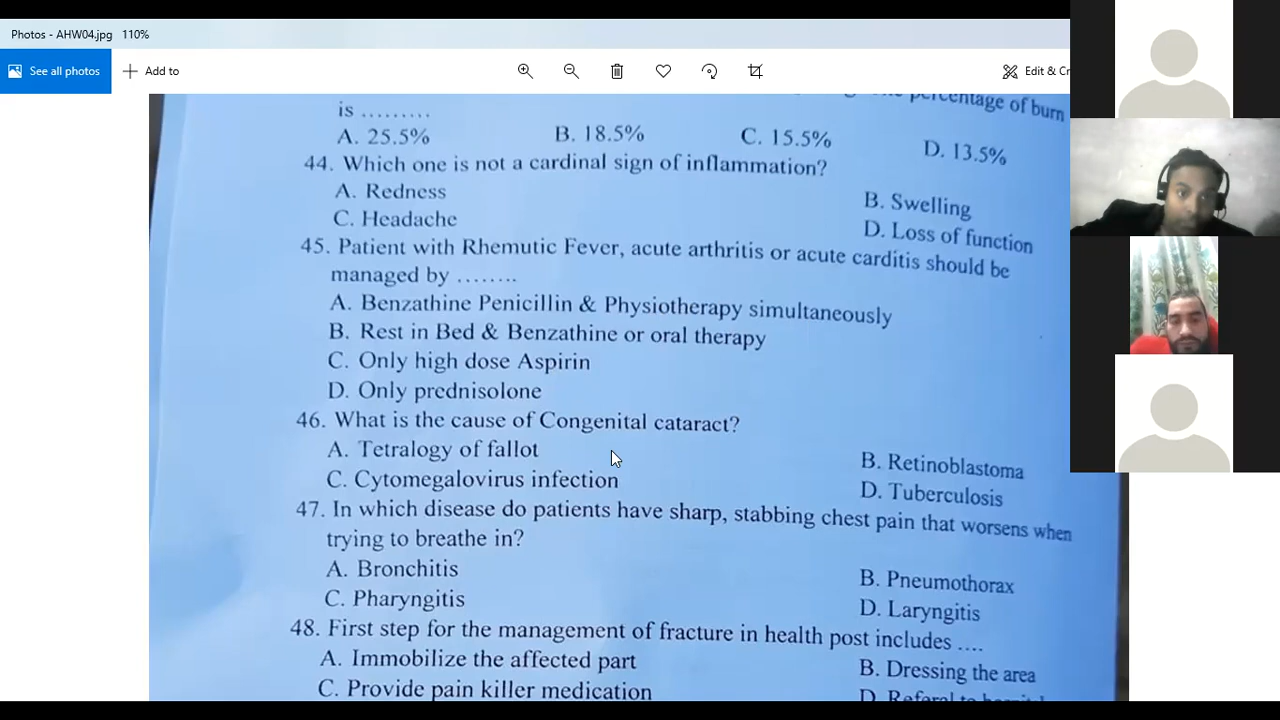 Photos - AHW04.jpg 110%
See all photos
Add to
Edit &
percentage of burn
is .........
A. 25.5% B. 18.5% C. 15.5% D. 13.5%
44. Which one is not a cardinal sign of inflammation?
A. Redness B. Swelling
C. Headache D. Loss of function
45. Patient with Rhemutic Fever, acute arthritis or acute carditis should be
managed by ........
A. Benzathine Penicillin & Physiotherapy simultaneously
B. Rest in Bed & Benzathine or oral therapy
C. Only high dose Aspirin
D. Only prednisolone
46. What is the cause of Congenital cataract?
A. Tetralogy of fallot B. Retinoblastoma
C. Cytomegalovirus infection D. Tuberculosis
47. In which disease do patients have sharp, stabbing chest pain that worsens when
trying to breathe in?
A. Bronchitis B. Pneumothorax
C. Pharyngitis D. Laryngitis
48. First step for the management of fracture in health post includes ....
A. Immobilize the affected part B. Dressing the area
C. Provide pain killer medication D.